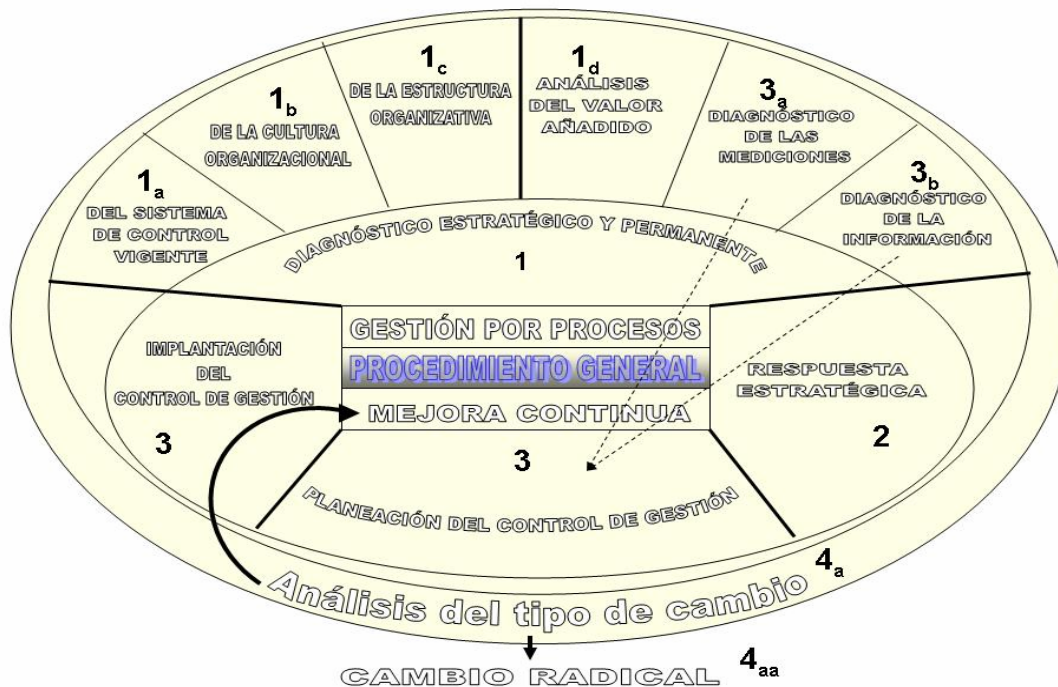 1a
DEL SISTEMA
DE CONTROL
VIGENTE
1b
DE LA CULTURA
ORGANIZACIONAL
1c
DE LA ESTRUCTURA
ORGANIZATIVA
1d
ANÁLISIS
DEL VALOR
AÑADIDO
3a
DIAGNÓSTICO
DE LAS
MEDICIONES
3b
DIAGNÓSTICO
DE LA
INFORMACIÓN
DIAGNÓSTICO ESTRATÉGICO Y PERMANENTE
1
GESTIÓN POR PROCESOS
PROCEDIMIENTO GENERAL
MEJORA CONTINUA
IMPLANTACIÓN
DEL
CONTROL DE GESTIÓN
3
RESPUESTA
ESTRATÉGICA
2
3
PLANEACIÓN DEL CONTROL DE GESTIÓN
4a
Análisis del tipo de cambio
CAMBIO RADICAL
4aa